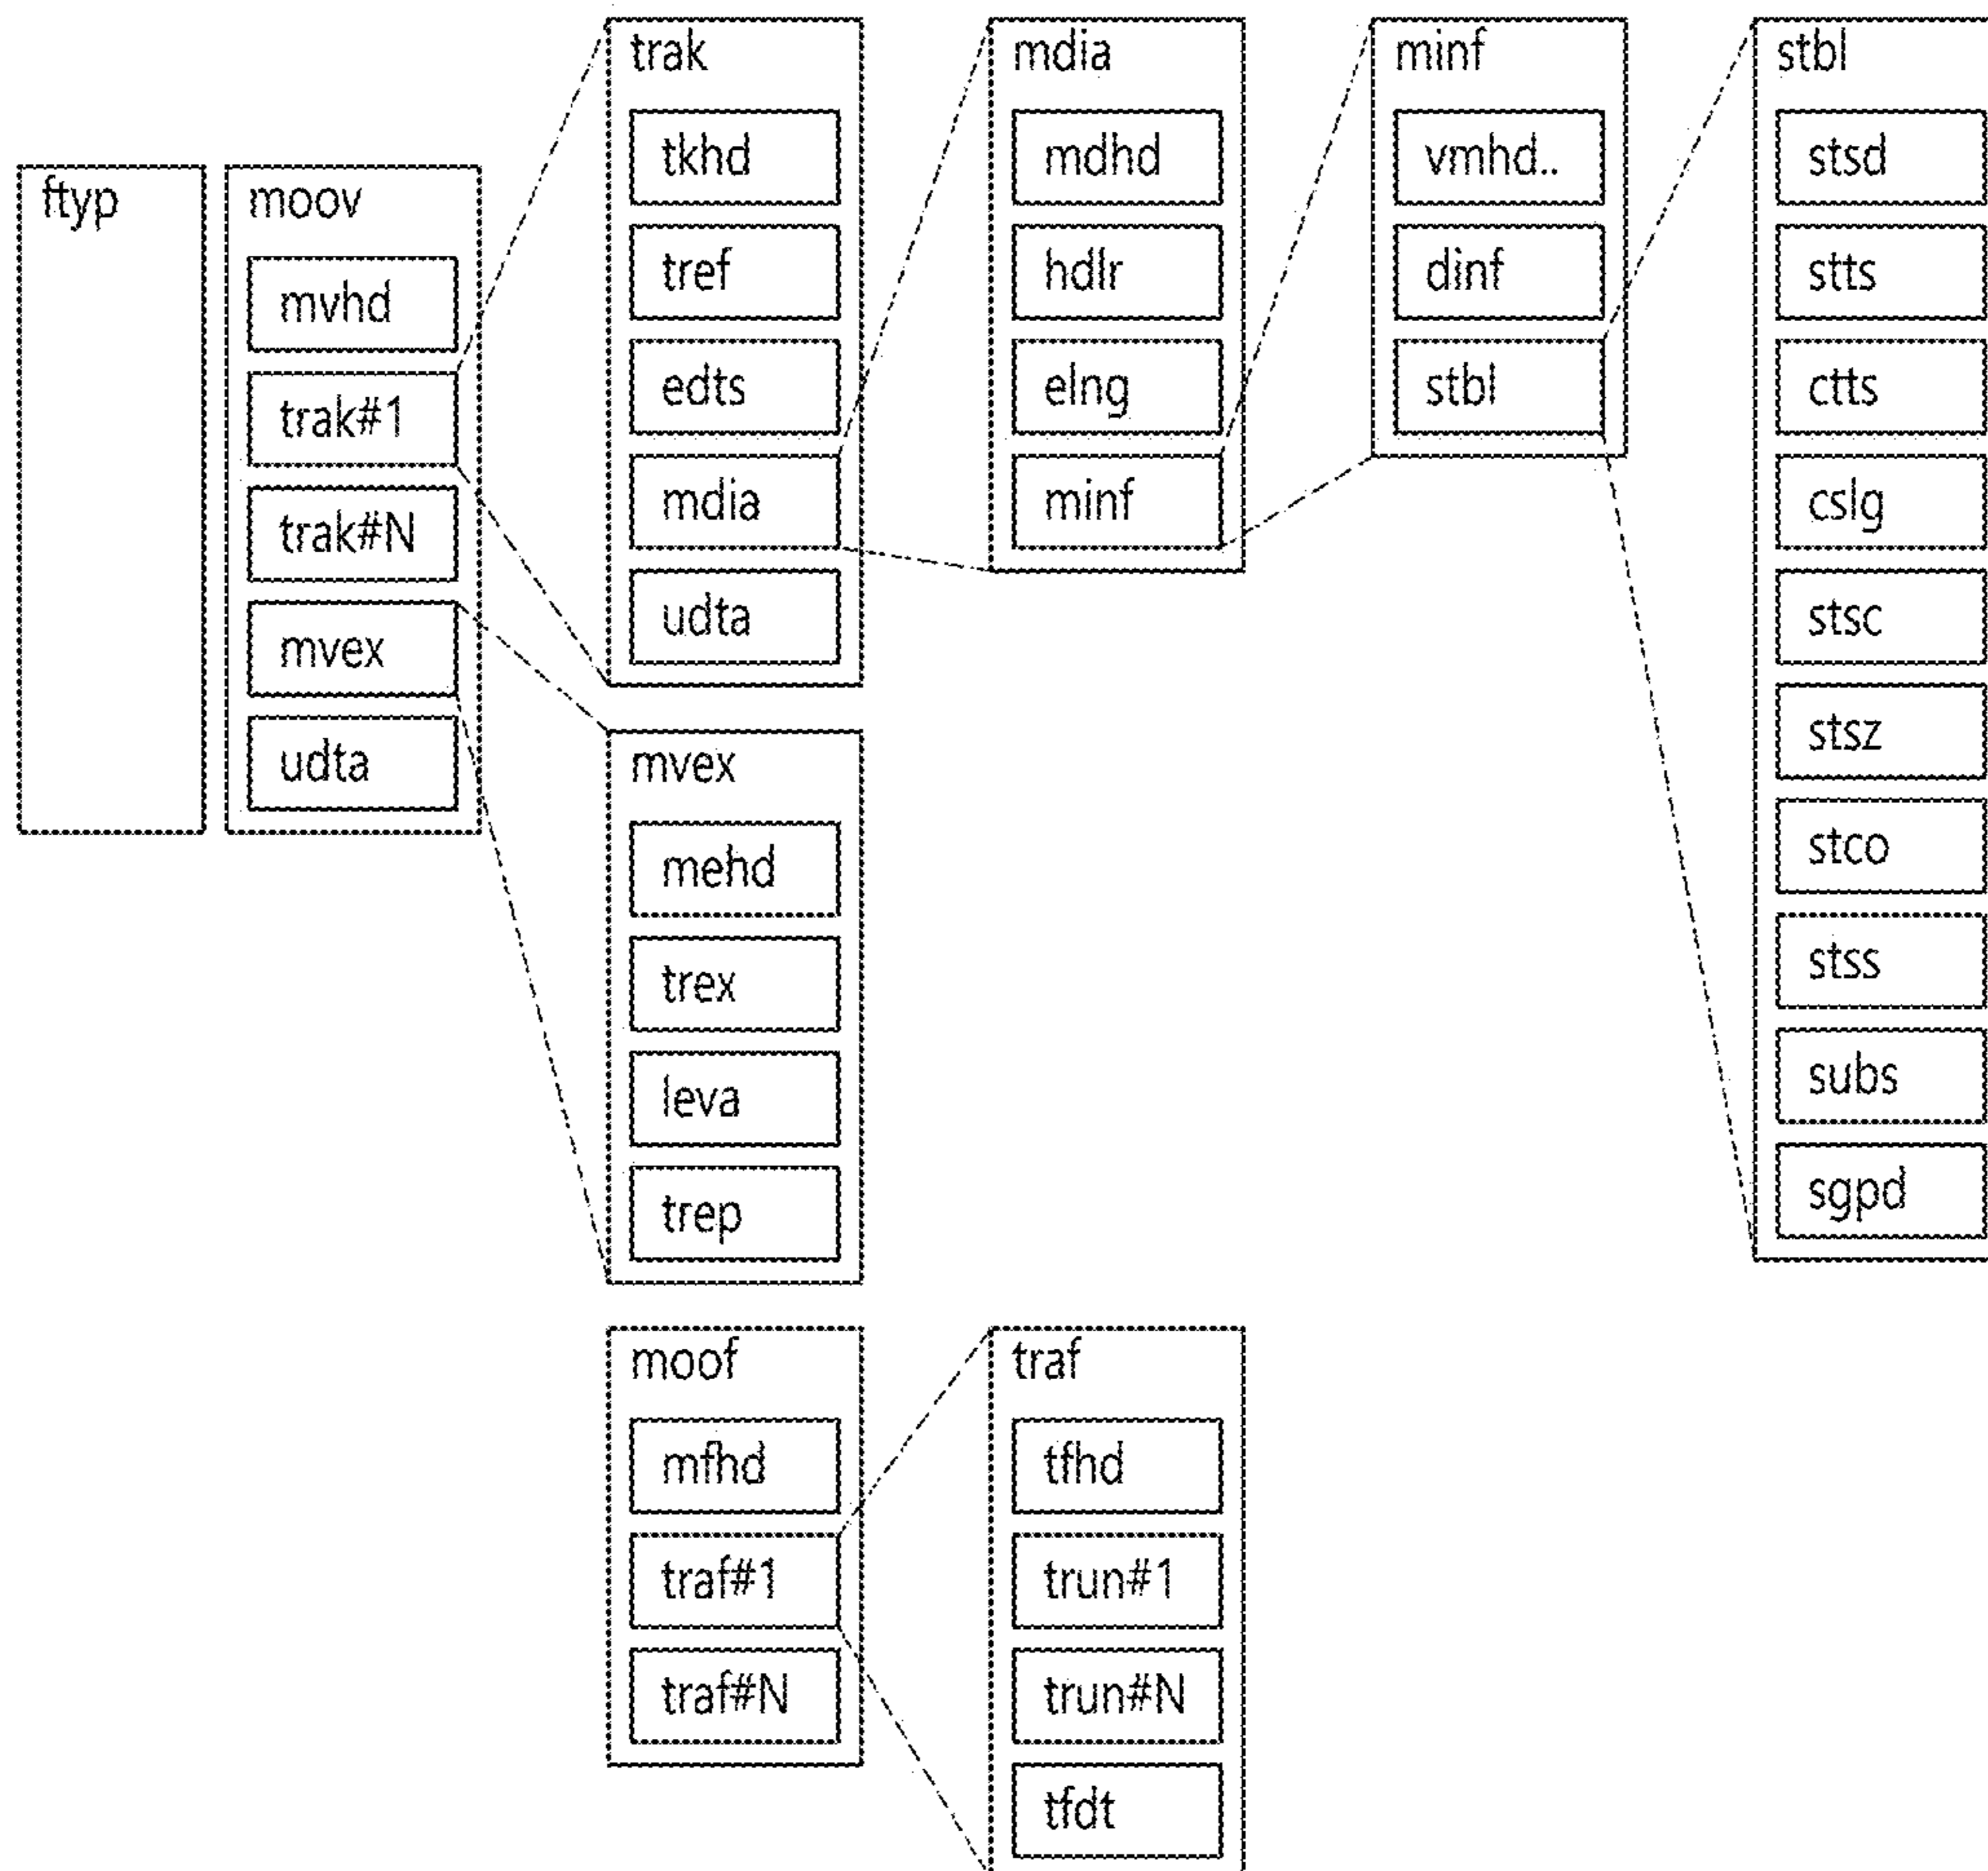 ftyp
moov
mvhd
trak#1
trak#N
mvex
udta
trak
tkhd
tref
edts
mdia
udta
mvex
mehd
trex
leva
trep
moof
mfhd
traf#1
traf#N
mdia
mdhd
hdlr
elng
minf
traf
tfhd
trun#1
trun#N
tfdt
minf
vmhd..
dinf
stbl
stbl
stsd
stts
ctts
cslg
stsc
stsz
stco
stss
subs
sgpd